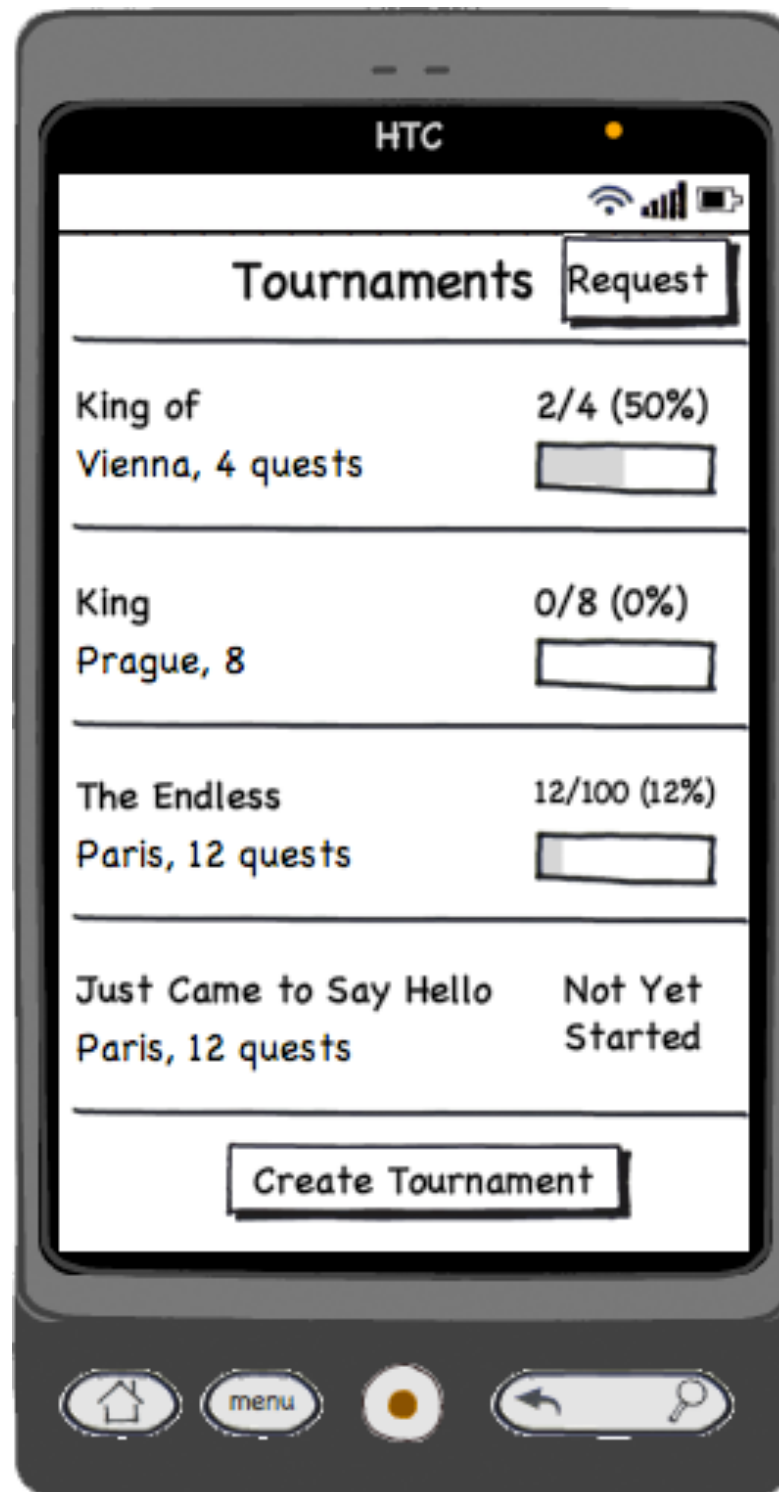 HTC
Tournaments
Request
King of
2/4 (50%)
Vienna, 4 quests
King
0/8 (0%)
Prague, 8
The Endless
12/100 (12%)
Paris, 12 quests
Just Came to Say Hello
Not Yet
Started
Paris, 12 quests
Create Tournament
menu